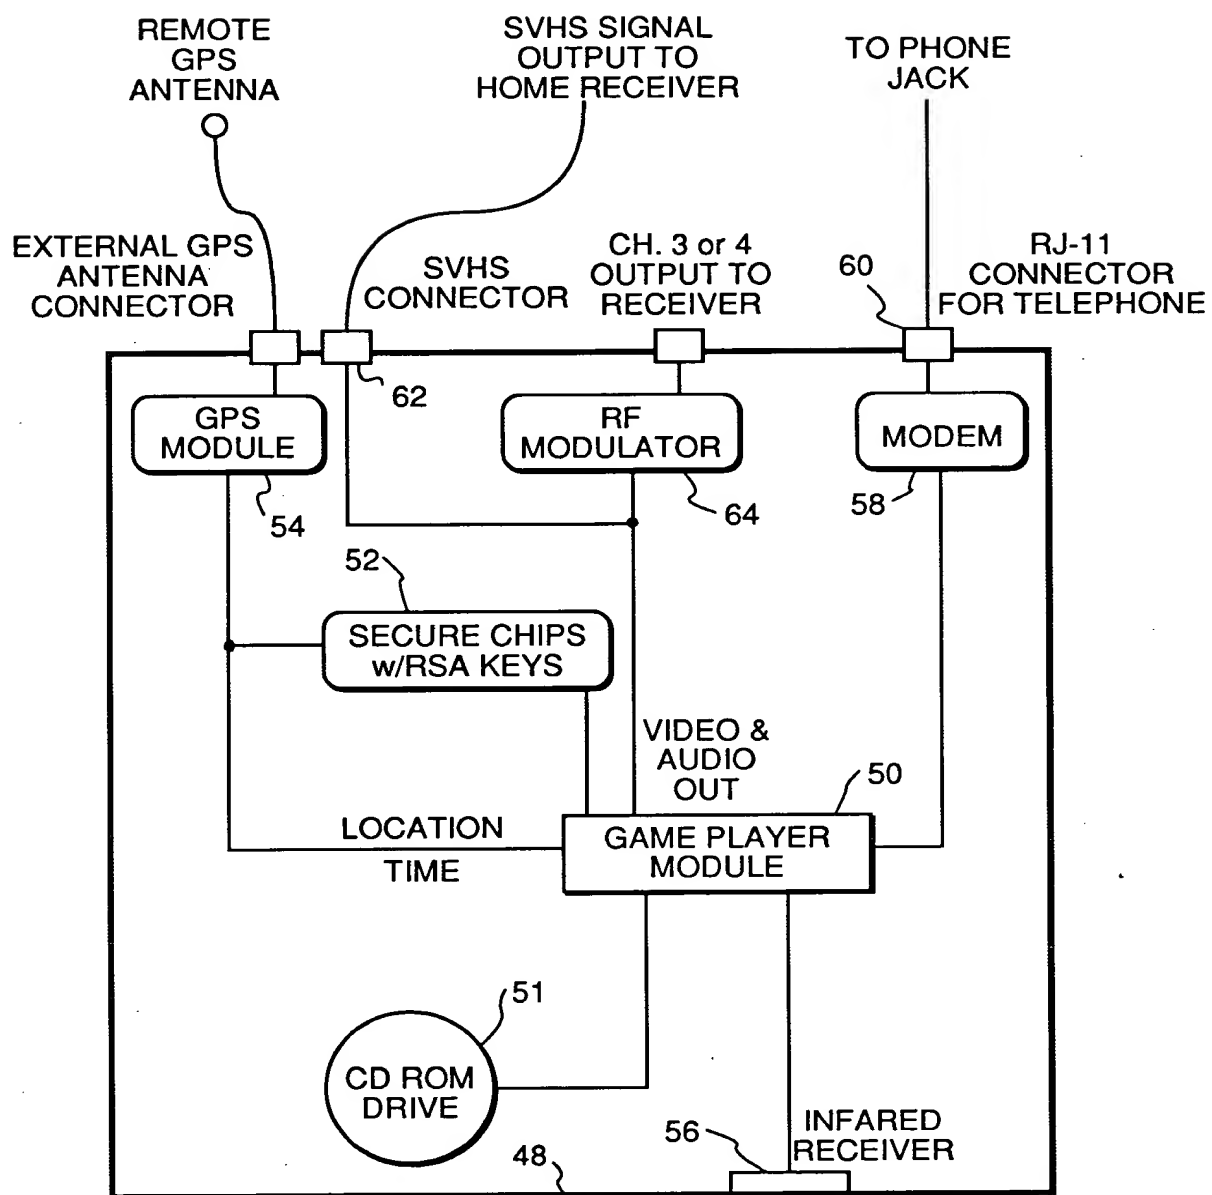 REMOTE
GPS
ANTENNA
SVHS SIGNAL
OUTPUT TO
HOME RECEIVER
TO PHONE
JACK
EXTERNAL GPS
ANTENNA
CONNECTOR
SVHS
CONNECTOR
CH. 3 or 4
OUTPUT TO
RECEIVER
60
RJ-11
CONNECTOR
FOR TELEPHONE
62
GPS
MODULE
RF
MODULATOR
MODEM
54
64
58
52
SECURE CHIPS
w/RSA KEYS
VIDEO &
AUDIO
OUT
50
LOCATION
TIME
GAME PLAYER
MODULE
51
CD ROM
DRIVE
INFARED
RECEIVER
56
48